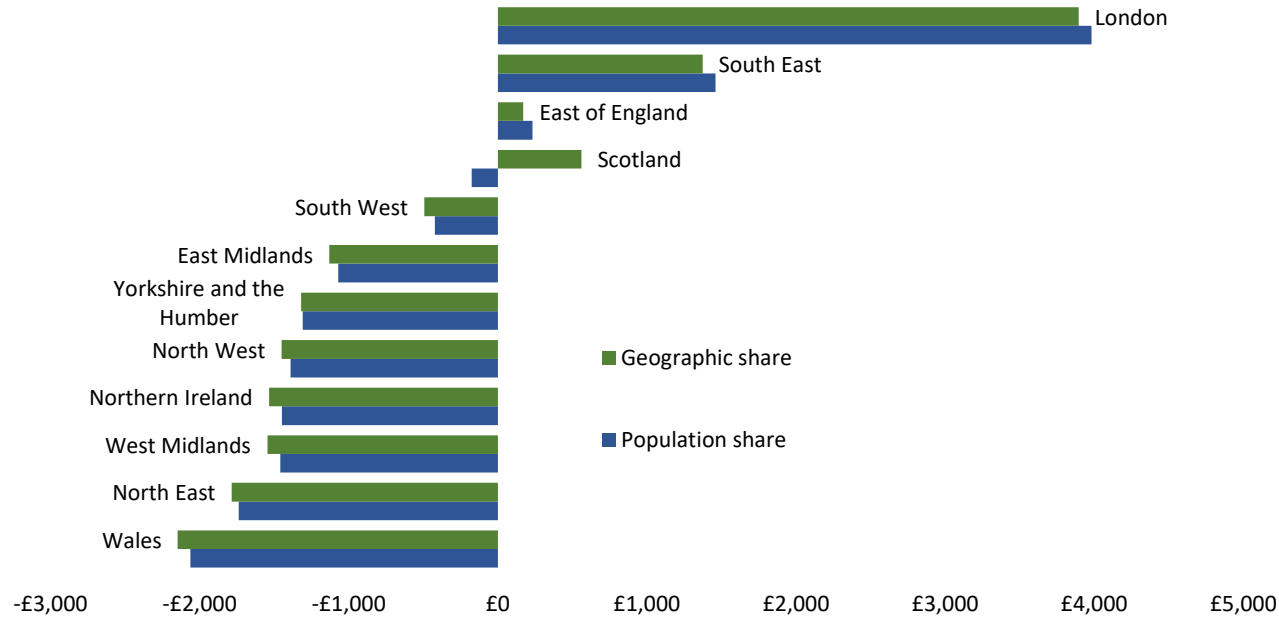 London
South East
East of England
Scotland
South West
East Midlands
Yorkshire and the
Humber
North West
Geographic share
Northern Ireland
West Midlands
Population share
North East
Wales
-£3,000 -£2,000 -£1,000 £0 £1,000 £2,000 £3,000 £4,000 £5,000